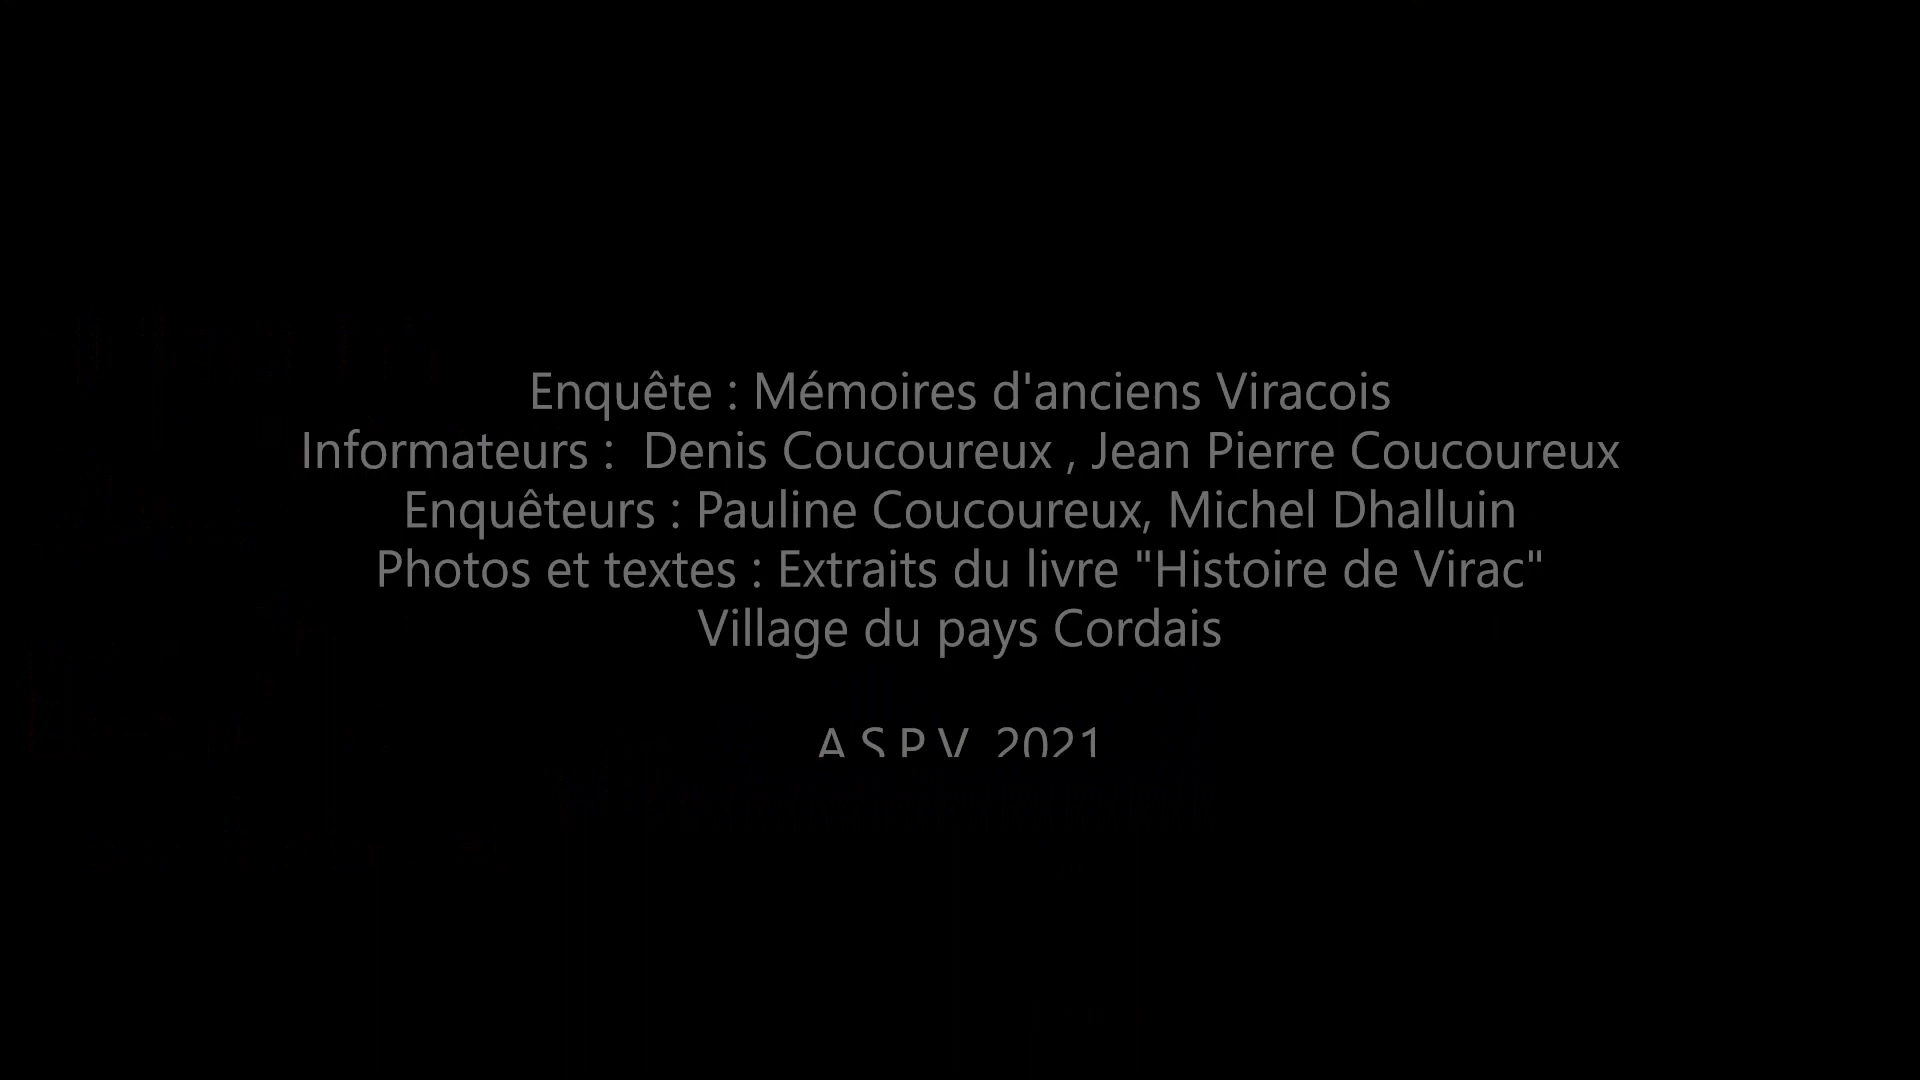 Enquête : Mémoires d'anciens Viracois
Informateurs :  Denis Coucoureux , Jean Pierre Coucoureux
Enquêteurs : Pauline Coucoureux, Michel Dhalluin
Photos et textes : Extraits du livre "Histoire de Virac"
Village du pays Cordais
A S P V  2021